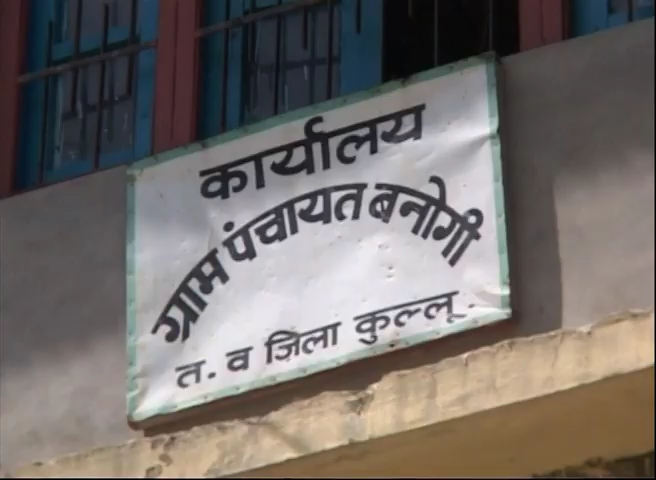 कार्यालय
ग्राम पंचायत बनोगी
त. व ज़िला कुल्लू.